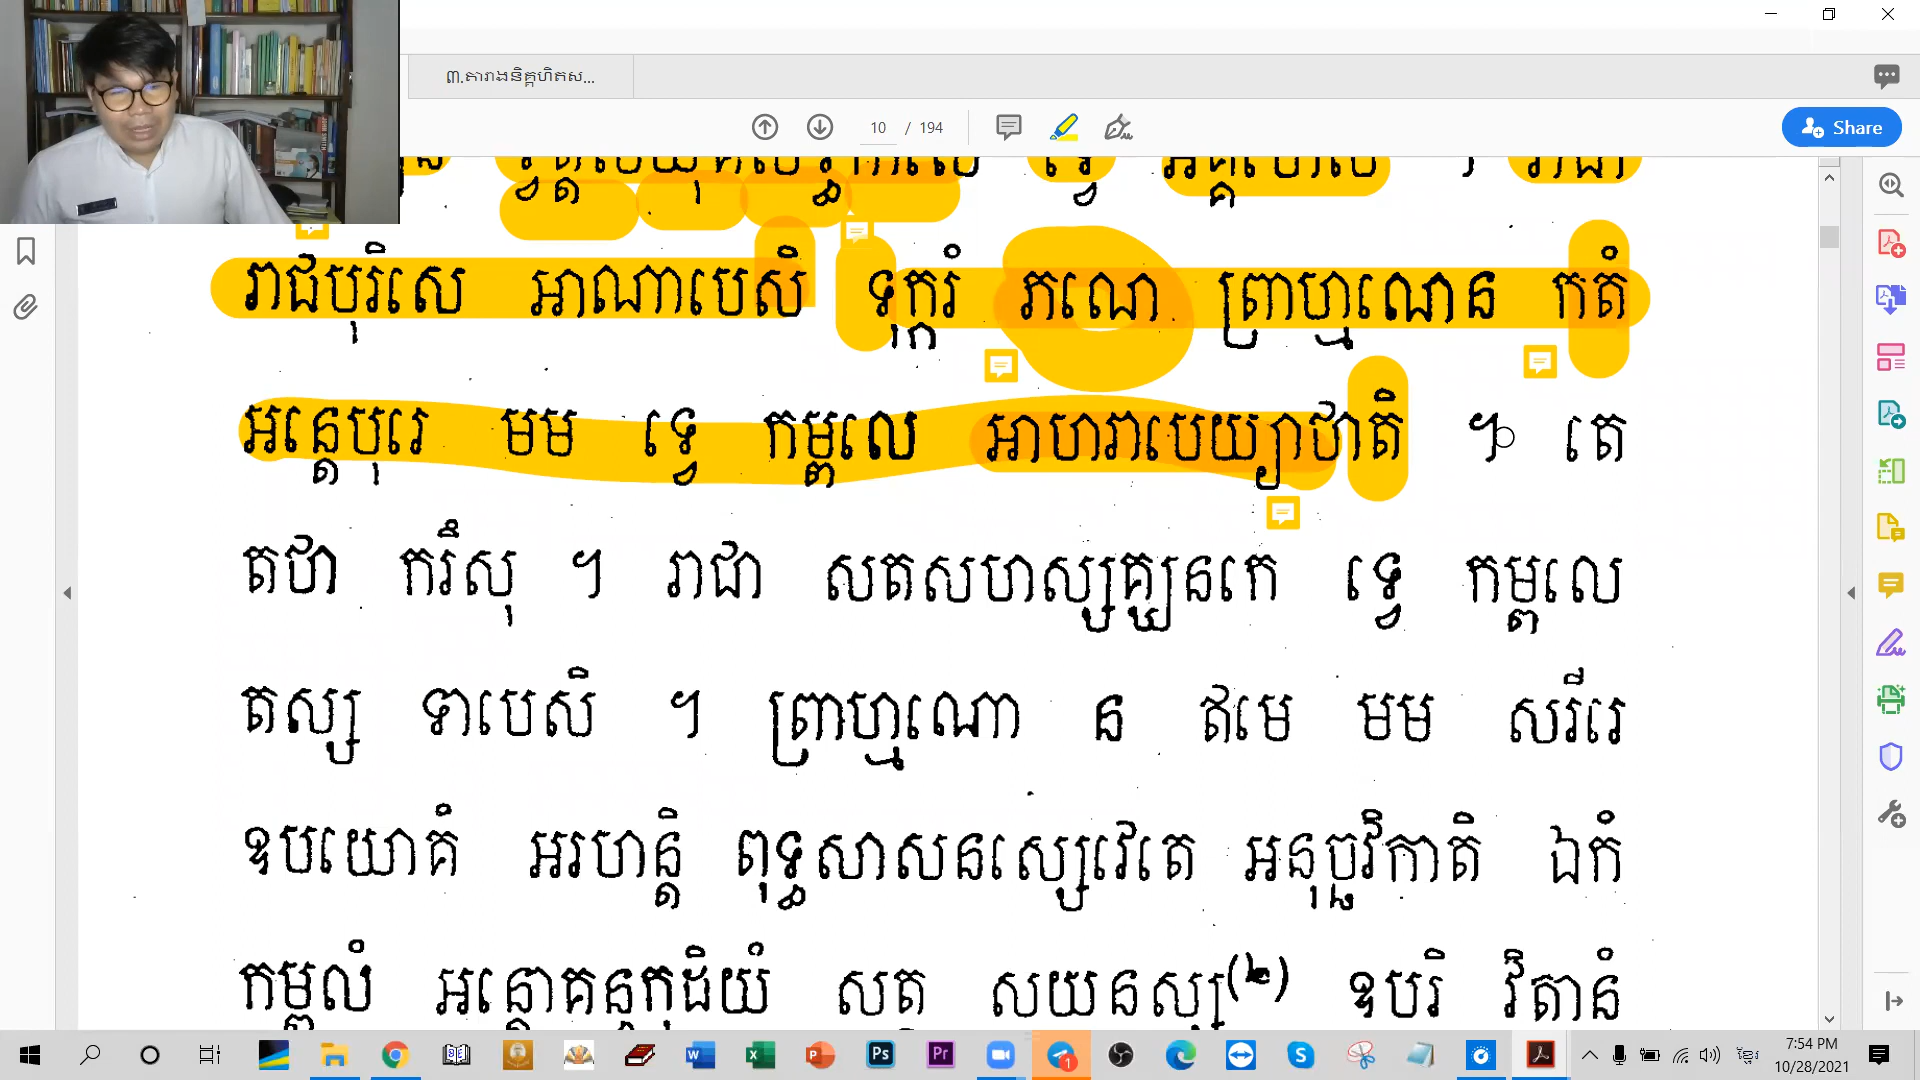 ៣.តារាងនិគ្គហិតស...
10 / 194
Share
រាជបុរិសេ អាណាបេសិ ទុក្ករំ ភណេ ព្រាហ្មណេន កតំ
អន្តេបុរេ មម ទ្វេ កម្ពលេ អាហរាបេយ្យាថាតិ ។ តេ
តថា ករឹសុ ។ រាជា សតសហស្សគ្ឃនកេ ទ្វេ កម្ពលេ
តស្ស ទាបេសិ ។ ព្រាហ្មណោ ន ឥមេ មម សរីរេ
ឧបយោគំ អរហន្តិ ពុទ្ធសាសនស្សេវេតេ អនុច្ឆវិកាតិ ឯកំ
កម្ពលំ អន្តោគន្ធកុដិយំ សត្ថុ សយនស្ស(២) ឧបរិ វិតានំ
7:54 PM
ខ្មែរ
10/28/2021